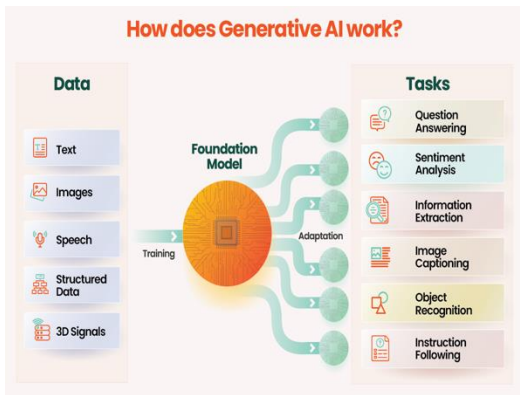 How does Generative AI work?
Data
Text
Images
Speech
Structured
Data
3D Signals
Training
Foundation
Model
Adaptation
Tasks
Question
Answering
Sentiment
Analysis
Information
Extraction
Image
Captioning
Object
Recognition
Instruction
Following